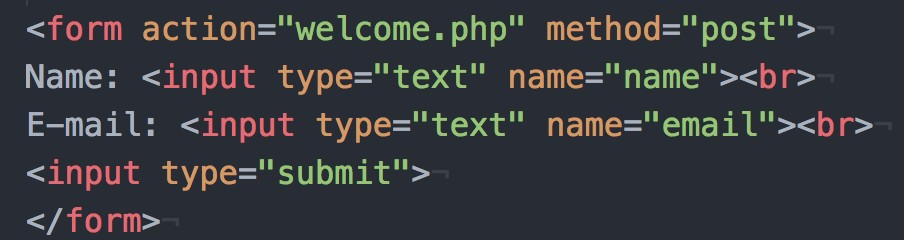 <form action="welcome.php" method="post">¬
Name: <input type="text" name="name"><br>¬
E-mail: <input type="text" name="email"><br>¬
<input type="submit">¬
</form>¬